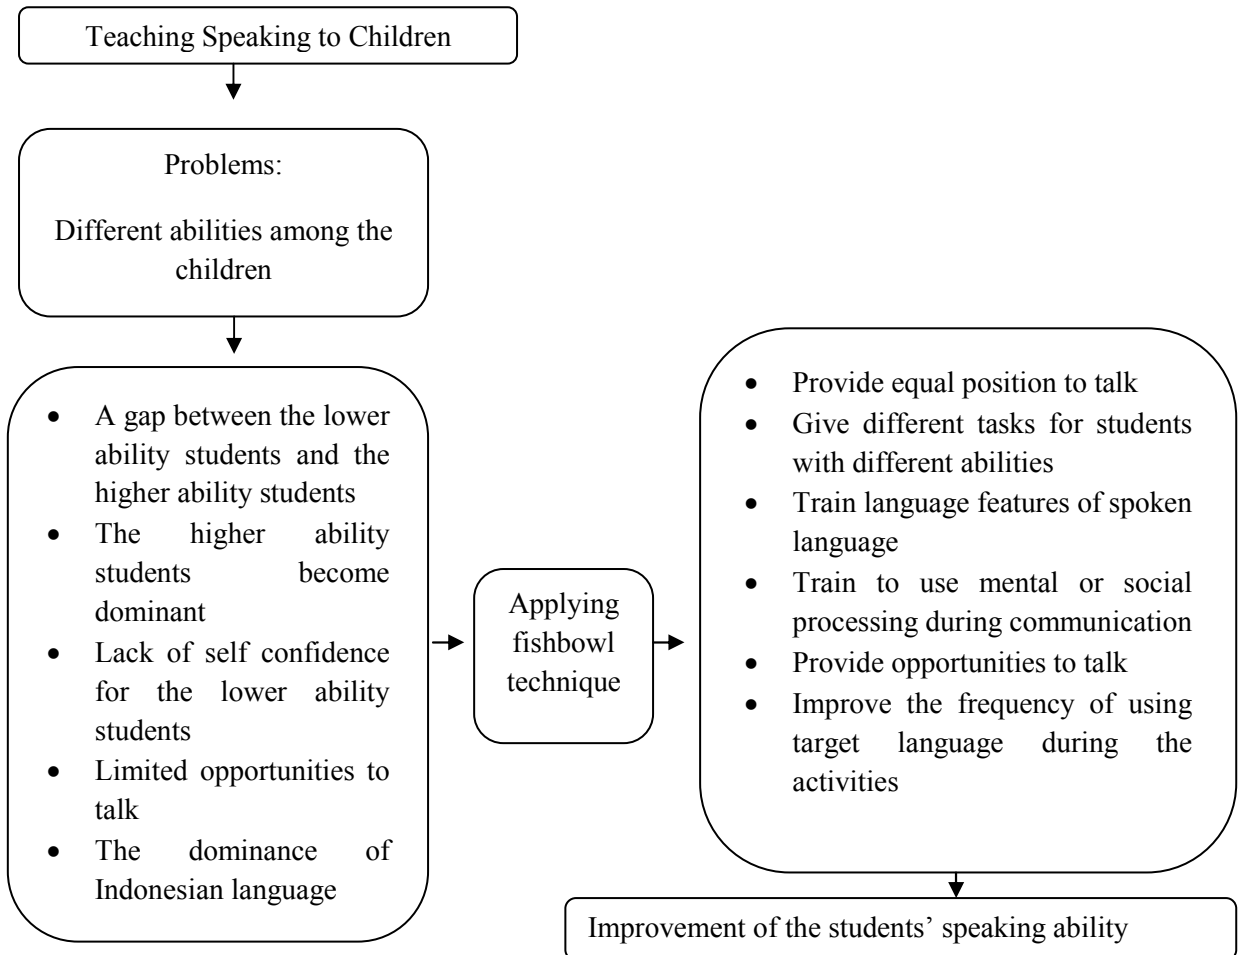 Teaching Speaking to Children
Problems:
Different abilities among the
children
• A gap between the lower
ability students and the
higher ability students
• The higher ability
students become
dominant
• Lack of self confidence
for the lower ability
students
• Limited opportunities to
talk
• The dominance of
Indonesian language
Applying
fishbowl
technique
• Provide equal position to talk
• Give different tasks for students
with different abilities
• Train language features of spoken
language
• Train to use mental or social
processing during communication
• Provide opportunities to talk
• Improve the frequency of using
target language during the
activities
Improvement of the students’ speaking ability